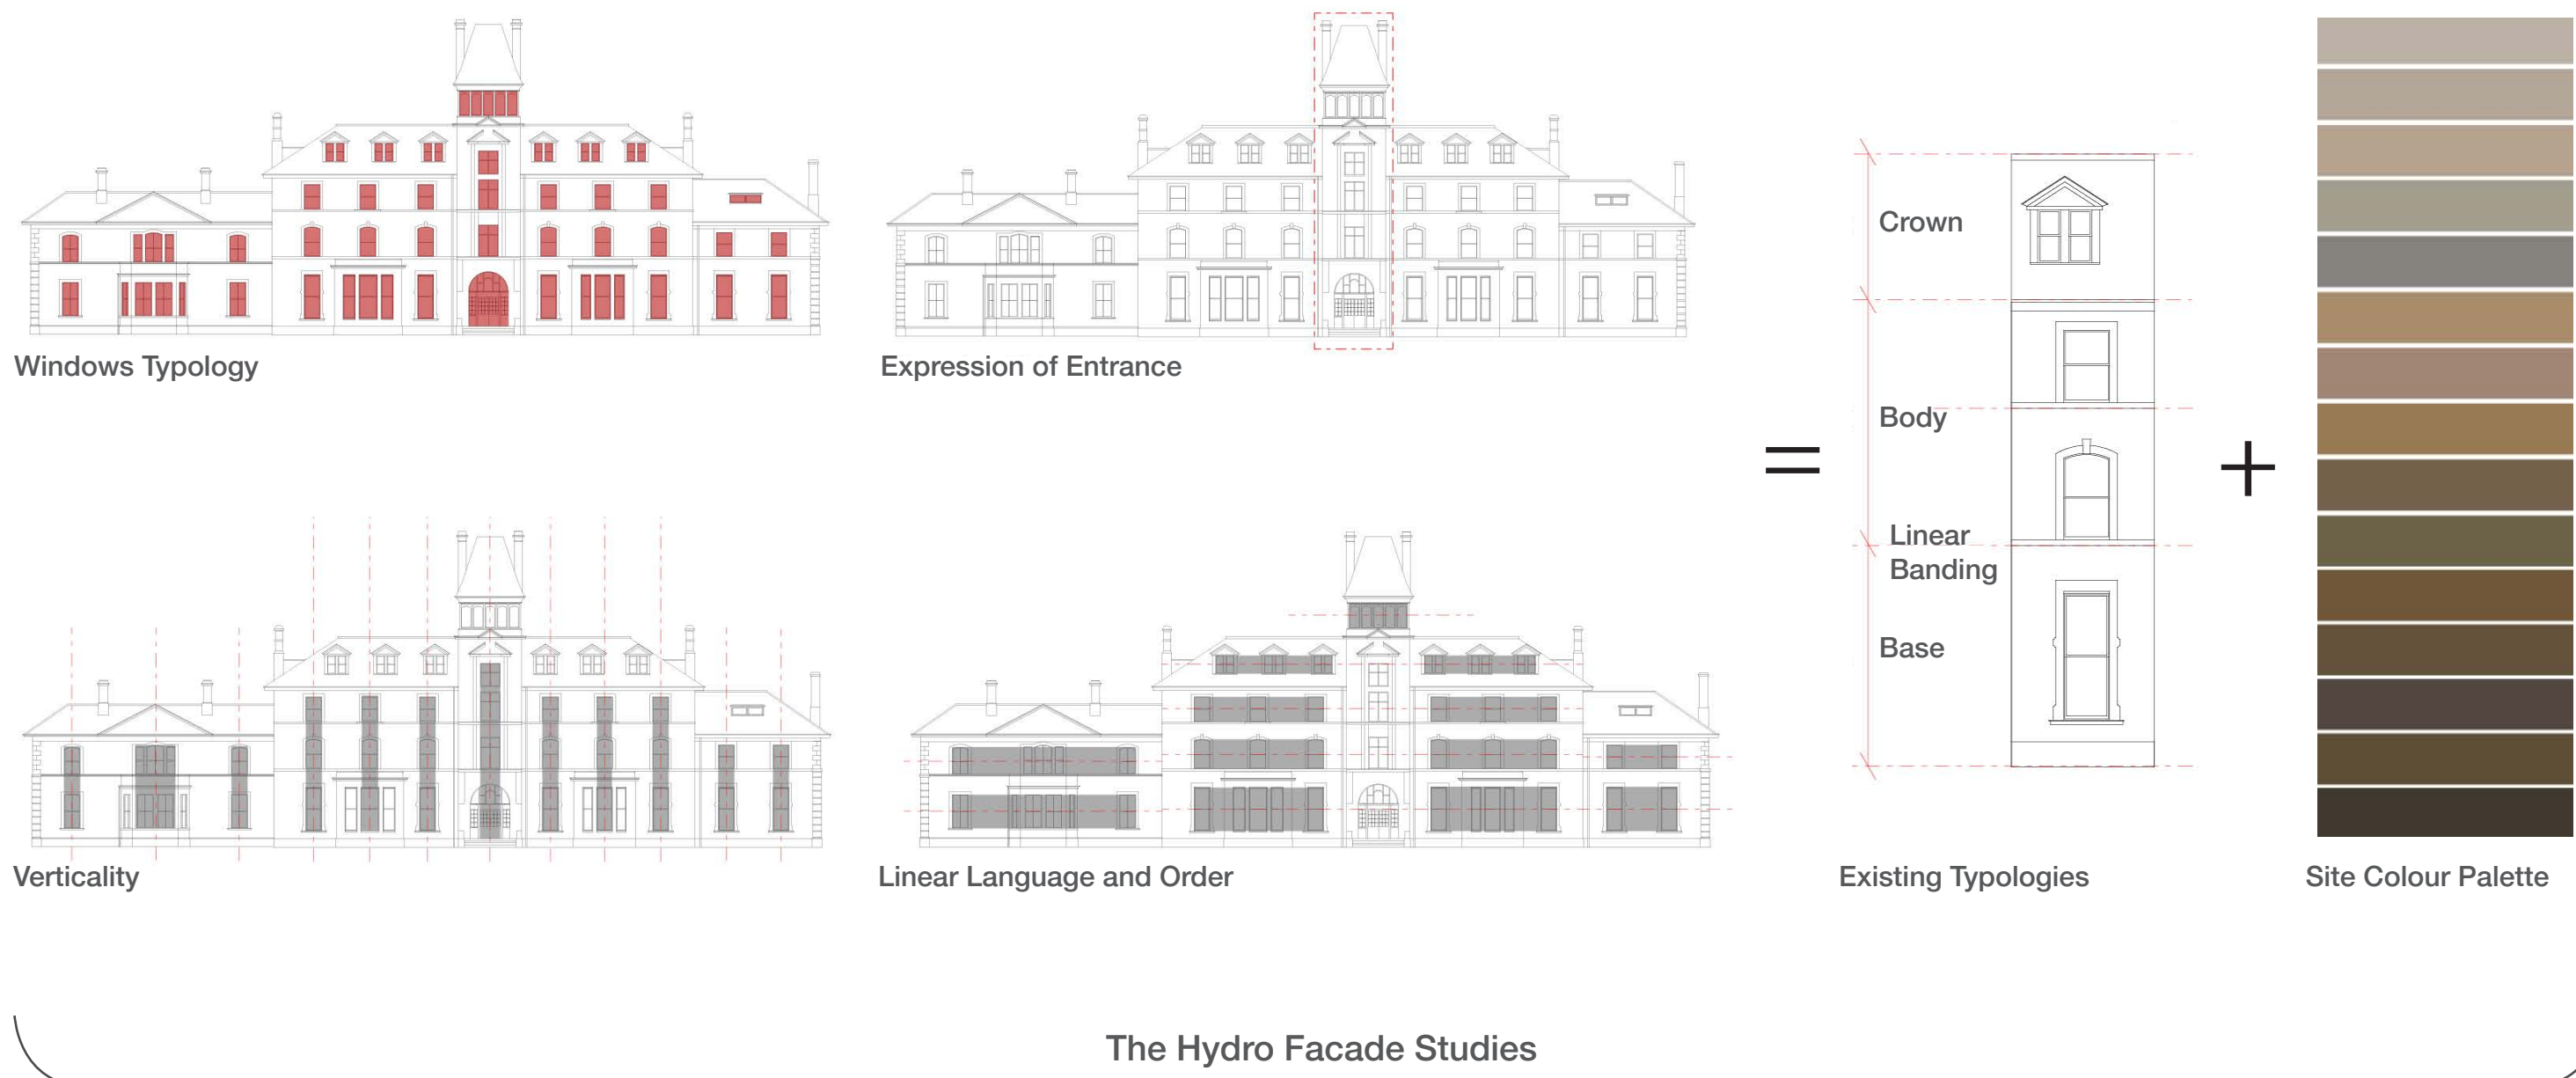 Windows Typology
Expression of Entrance
Verticality
Linear Language and Order
=
Crown
Body
Linear
Banding
Base
Existing Typologies
+
Site Colour Palette
The Hydro Facade Studies